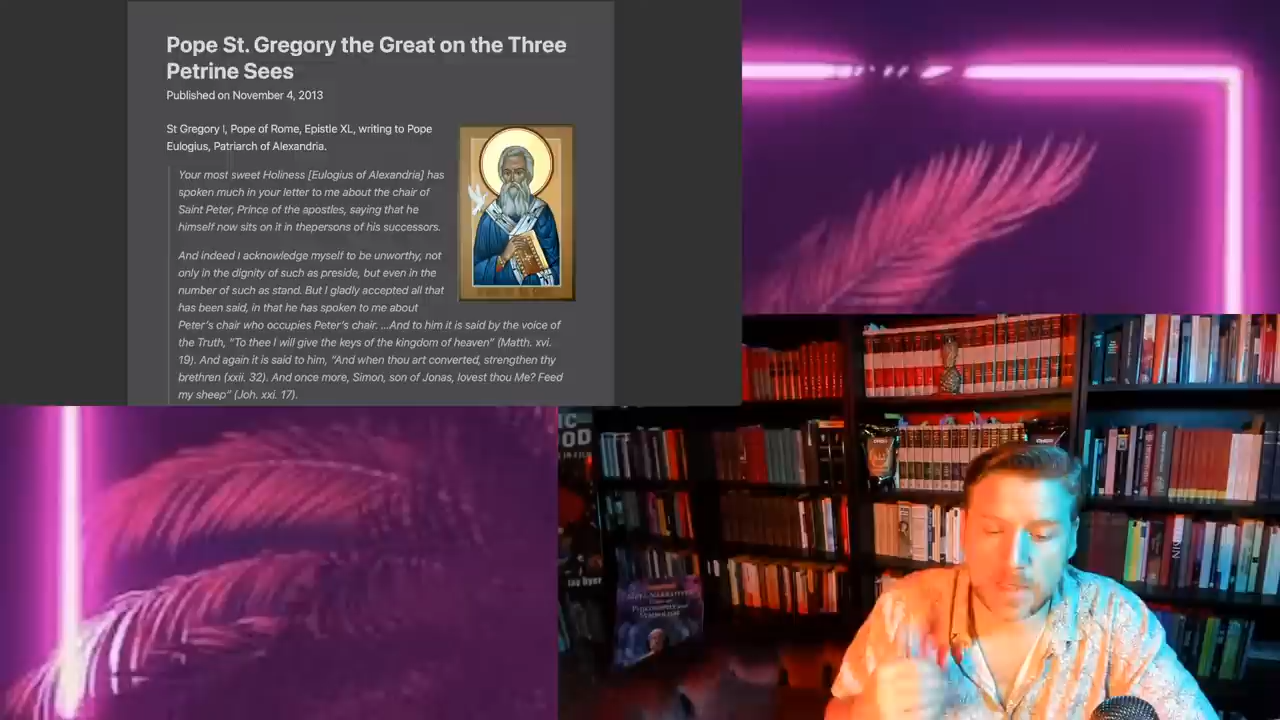 Pope St. Gregory the Great on the Three
Petrine Sees
Published on November 4, 2013
St Gregory I, Pope of Rome, Epistle XL, writing to Pope
Eulogius, Patriarch of Alexandria.
Your most sweet Holiness [Eulogius of Alexandria] has
spoken much in your letter to me about the chair of
Saint Peter, Prince of the apostles, saying that he
himself now sits on it in thepersons of his successors.
And indeed I acknowledge myself to be unworthy, not
only in the dignity of such as preside, but even in the
number of such as stand. But I gladly accepted all that
has been said, in that he has spoken to me about
Peter’s chair who occupies Peter’s chair. …And to him it is said by the voice of
the Truth, “To thee I will give the keys of the kingdom of heaven” (Matth. xvi.
19). And again it is said to him, “And when thou art converted, strengthen thy
brethren (xxii. 32). And once more, Simon, son of Jonas, lovest thou Me? Feed
my sheep” (Joh. xxi. 17).
OD
IN FILM
Jay Dyer
PHILOSOPHY AND
SYMBOLISM